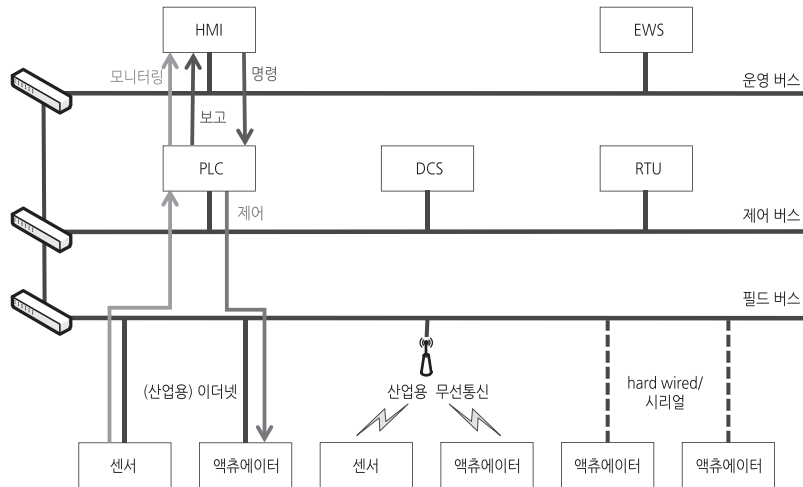 HMI
EWS
모니터링
명령
운영 버스
보고
PLC
DCS
RTU
제어
제어 버스
필드 버스
(산업용) 이더넷
산업용 무선통신
hard wired/
시리얼
센서
액츄에이터
센서
액츄에이터
액츄에이터
액츄에이터